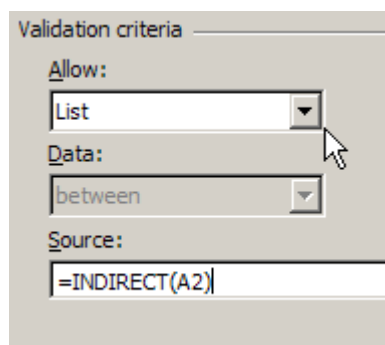 Validation criteria
Allow:
List
Data:
between
Source:
=INDIRECT(A2)